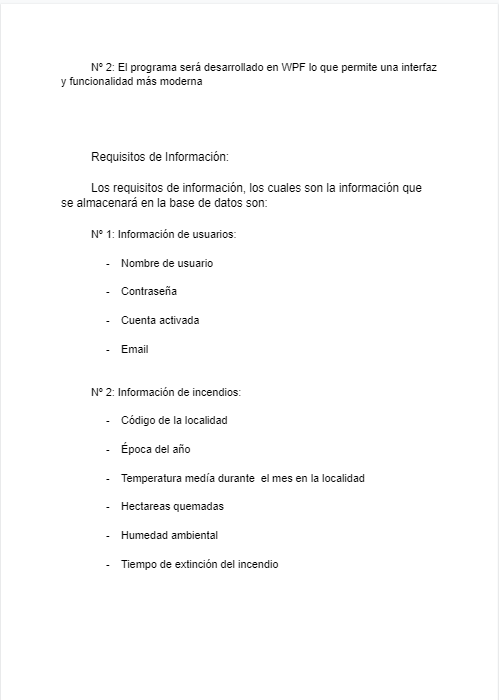 Nº 2: El programa será desarrollado en WPF lo que permite una interfaz
y funcionalidad más moderna
Requisitos de Información:
Los requisitos de información, los cuales son la información que
se almacenará en la base de datos son:
Nº 1: Información de usuarios:
- Nombre de usuario
- Contraseña
- Cuenta activada
- Email
Nº 2: Información de incendios:
- Código de la localidad
- Época del año
- Temperatura medía durante  el mes en la localidad
- Hectareas quemadas
- Humedad ambiental
- Tiempo de extinción del incendio